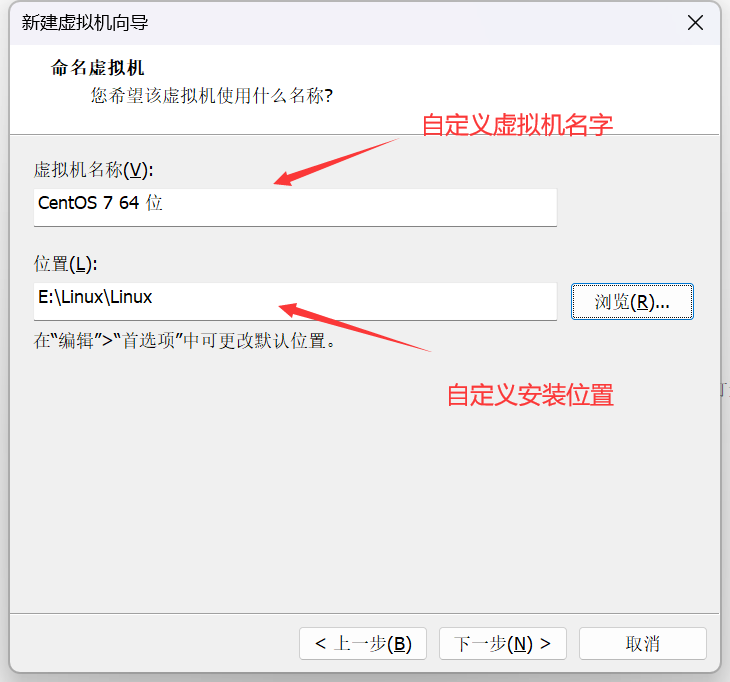 新建虚拟机向导
命名虚拟机
您希望该虚拟机使用什么名称?
自定义虚拟机名字
虚拟机名称(V):
CentOS 7 64 位
位置(L):
E:\Linux\Linux
浏览(R)...
在“编辑”>“首选项”中可更改默认位置。
自定义安装位置
< 上一步(B)
下一步(N) >
取消